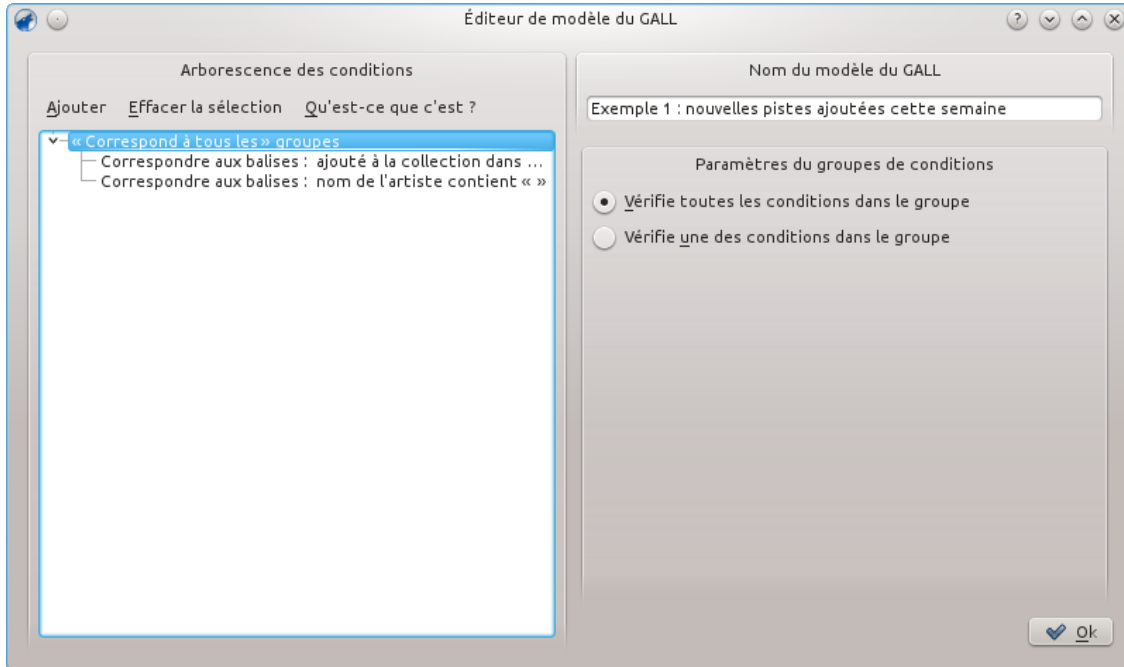 Éditeur de modèle du GALL
Arborescence des conditions
Ajouter Effacer la sélection Qu'est-ce que c'est ?
« Correspond à tous les » groupes
Correspondre aux balises : ajouté à la collection dans ...
Correspondre aux balises : nom de l'artiste contient « »
Nom du modèle du GALL
Exemple 1 : nouvelles pistes ajoutées cette semaine
Paramètres du groupes de conditions
Vérifie toutes les conditions dans le groupe
Vérifie une des conditions dans le groupe
Ok